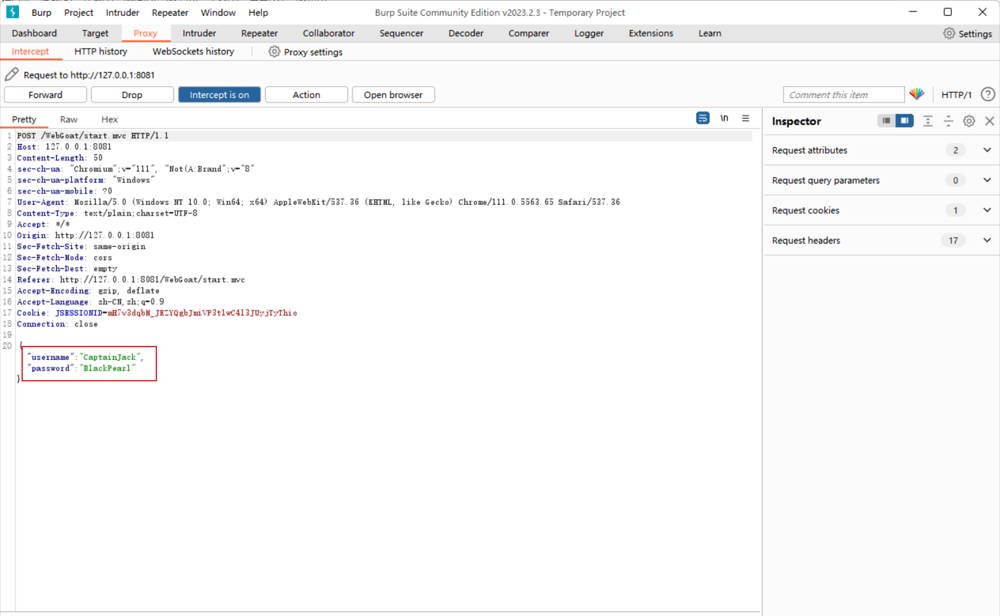 Burp Project Intruder Repeater Window Help Burp Suite Community Edition v2023.2.3 - Temporary Project
Dashboard Target Proxy Intruder Repeater Collaborator Sequencer Decoder Comparer Logger Extensions Learn Settings
Intercept HTTP history WebSockets history Proxy settings
Request to http://127.0.0.1:8081
Forward Drop Intercept is on Action Open browser Comment this item HTTP/1
Pretty Raw Hex \n
Inspector
Request attributes 2
Request query parameters 0
Request cookies 1
Request headers 17
1 POST /WebGoat/start.mvc HTTP/1.1
2 Host: 127.0.0.1:8081
3 Content-Length: 50
4 sec-ch-ua: "Chromium";v="111", "Not(A:Brand";v="8"
5 sec-ch-ua-platform: "Windows"
6 sec-ch-ua-mobile: ?0
7 User-Agent: Mozilla/5.0 (Windows NT 10.0; Win64; x64) AppleWebKit/537.36 (KHTML, like Gecko) Chrome/111.0.5563.65 Safari/537.36
8 Content-Type: text/plain;charset=UTF-8
9 Accept: */*
10 Origin: http://127.0.0.1:8081
11 Sec-Fetch-Site: same-origin
12 Sec-Fetch-Mode: cors
13 Sec-Fetch-Dest: empty
14 Referer: http://127.0.0.1:8081/WebGoat/start.mvc
15 Accept-Encoding: gzip, deflate
16 Accept-Language: zh-CN,zh;q=0.9
17 Cookie: JSESSIONID=mH7v3dqbM_JEZYQgbJmiVP3tlwC4l3JUyjTyThio
18 Connection: close
19
20 {
"username":"CaptainJack",
"password":"BlackPearl"
}